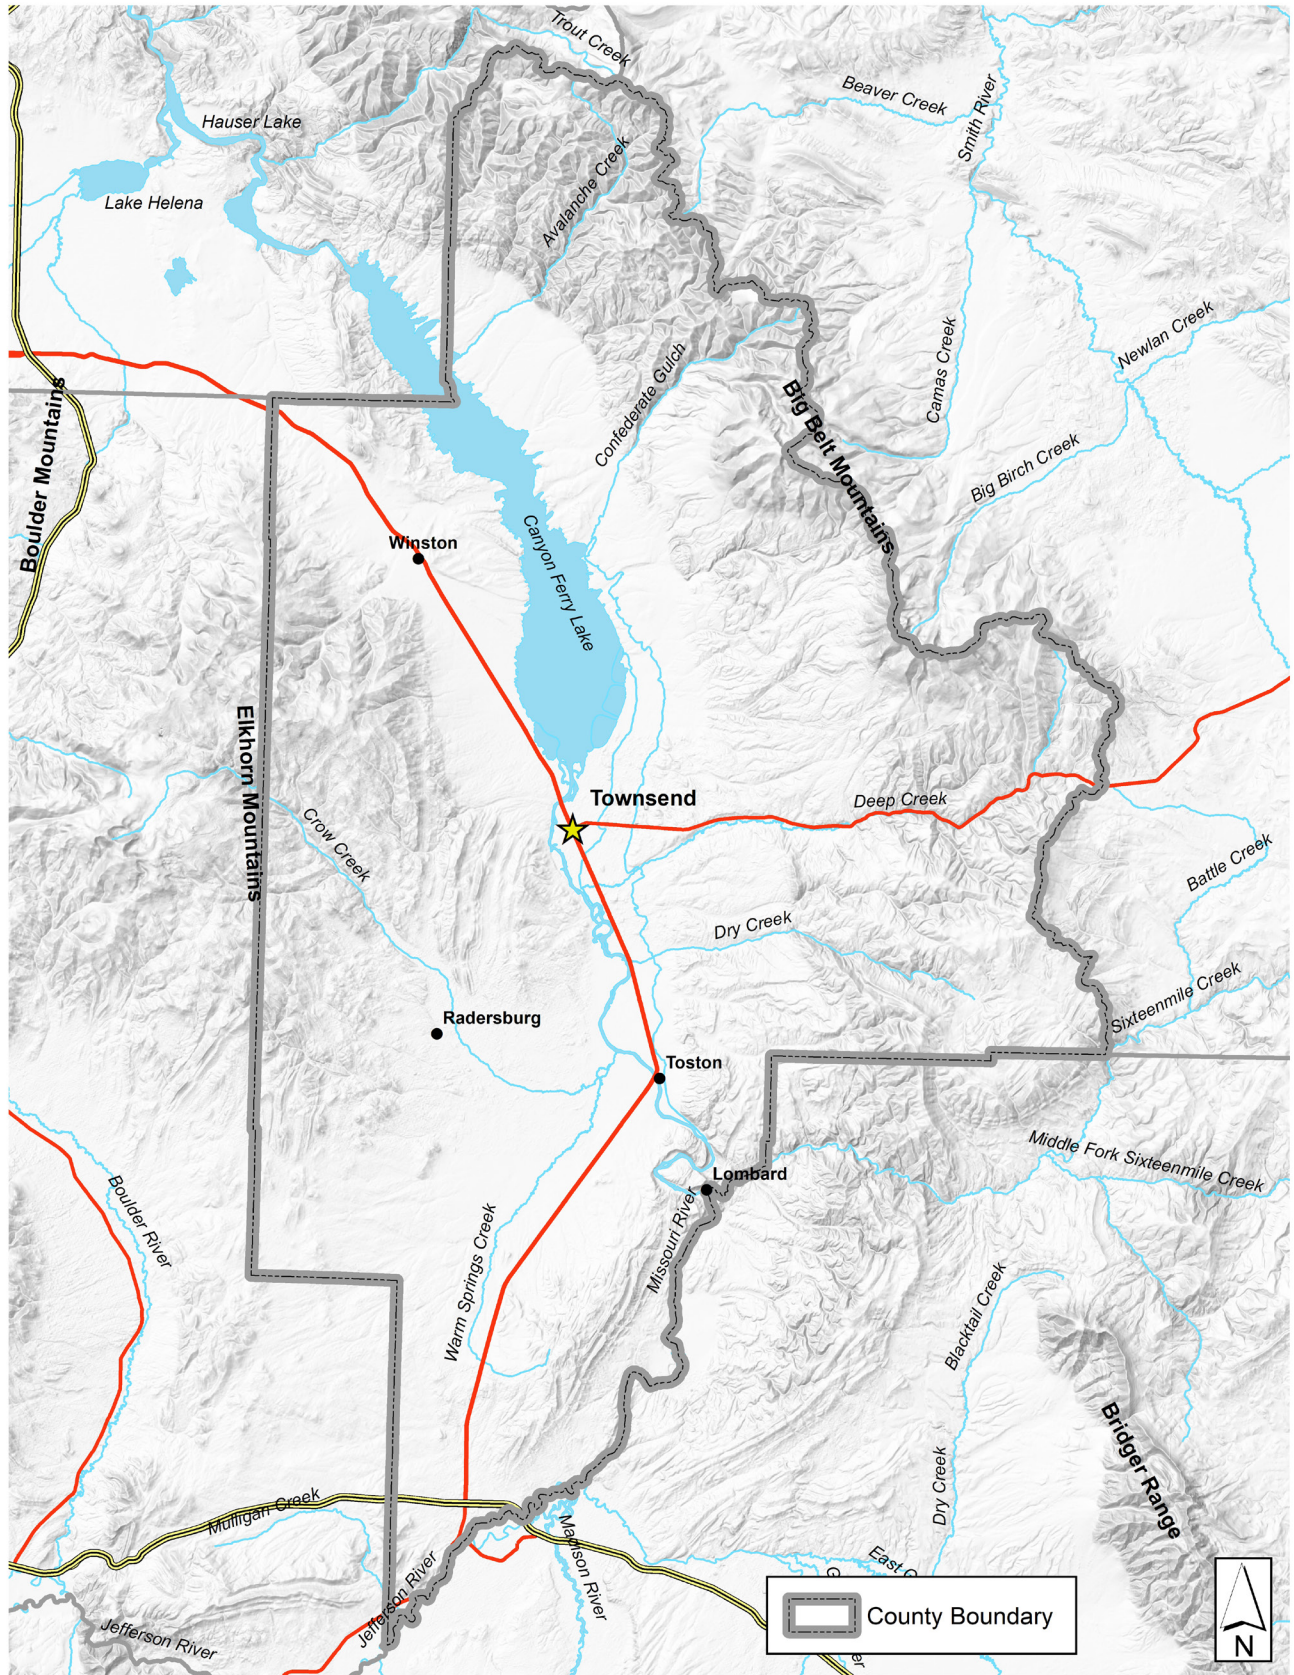 Trout Creek
Beaver Creek
Smith River
Hauser Lake
Avalanche Creek
Lake Helena
Newlan Creek
Camas Creek
Confederate Gulch
Boulder Mountains
Big Belt Mountains
Big Birch Creek
Winston
Canyon Ferry Lake
Elkhorn Mountains
Townsend
Deep Creek
Crow Creek
Battle Creek
Dry Creek
Sixteenmile Creek
Radersburg
Toston
Middle Fork Sixteenmile Creek
Lombard
Boulder River
Missouri River
Warm Springs Creek
Blacktail Creek
Bridger Range
Dry Creek
Mulligan Creek
Madison River
East G
Jefferson River
Jefferson River
County Boundary
N